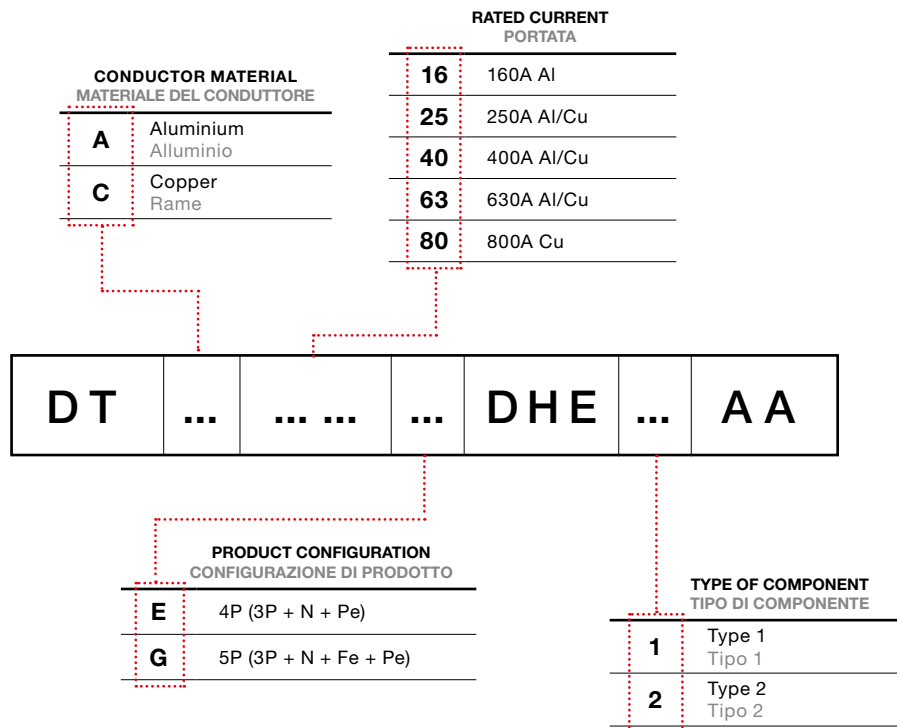 RATED CURRENT
PORTATA
16 160A Al
25 250A Al/Cu
40 400A Al/Cu
63 630A Al/Cu
80 800A Cu
CONDUCTOR MATERIAL
MATERIALE DEL CONDUTTORE
A Aluminium
Alluminio
C Copper
Rame
DT ... ... ... ... DHE ... AA
PRODUCT CONFIGURATION
CONFIGURAZIONE DI PRODOTTO
E 4P (3P + N + Pe)
G 5P (3P + N + Fe + Pe)
TYPE OF COMPONENT
TIPO DI COMPONENTE
1 Type 1
Tipo 1
2 Type 2
Tipo 2